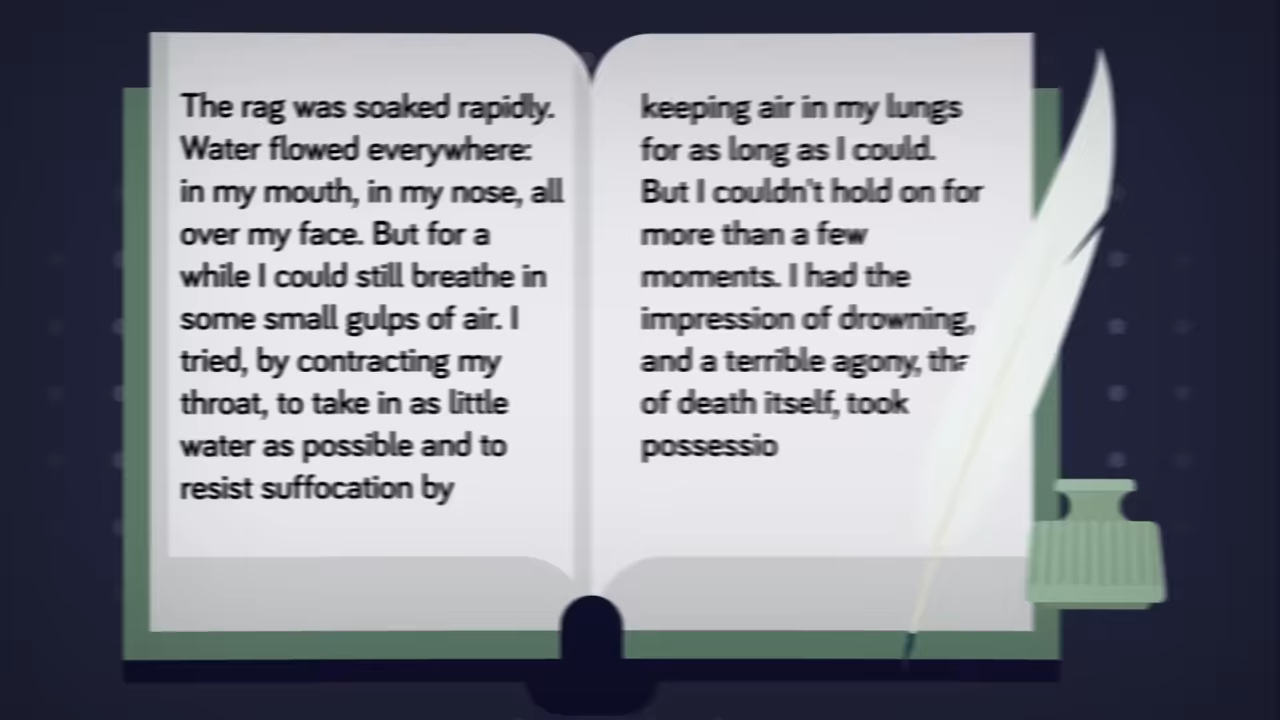 The rag was soaked rapidly.
Water flowed everywhere:
in my mouth, in my nose, all
over my face. But for a
while I could still breathe in
some small gulps of air. I
tried, by contracting my
throat, to take in as little
water as possible and to
resist suffocation by
keeping air in my lungs
for as long as I could.
But I couldn't hold on for
more than a few
moments. I had the
impression of drowning,
and a terrible agony,
of death itself, took
possessio